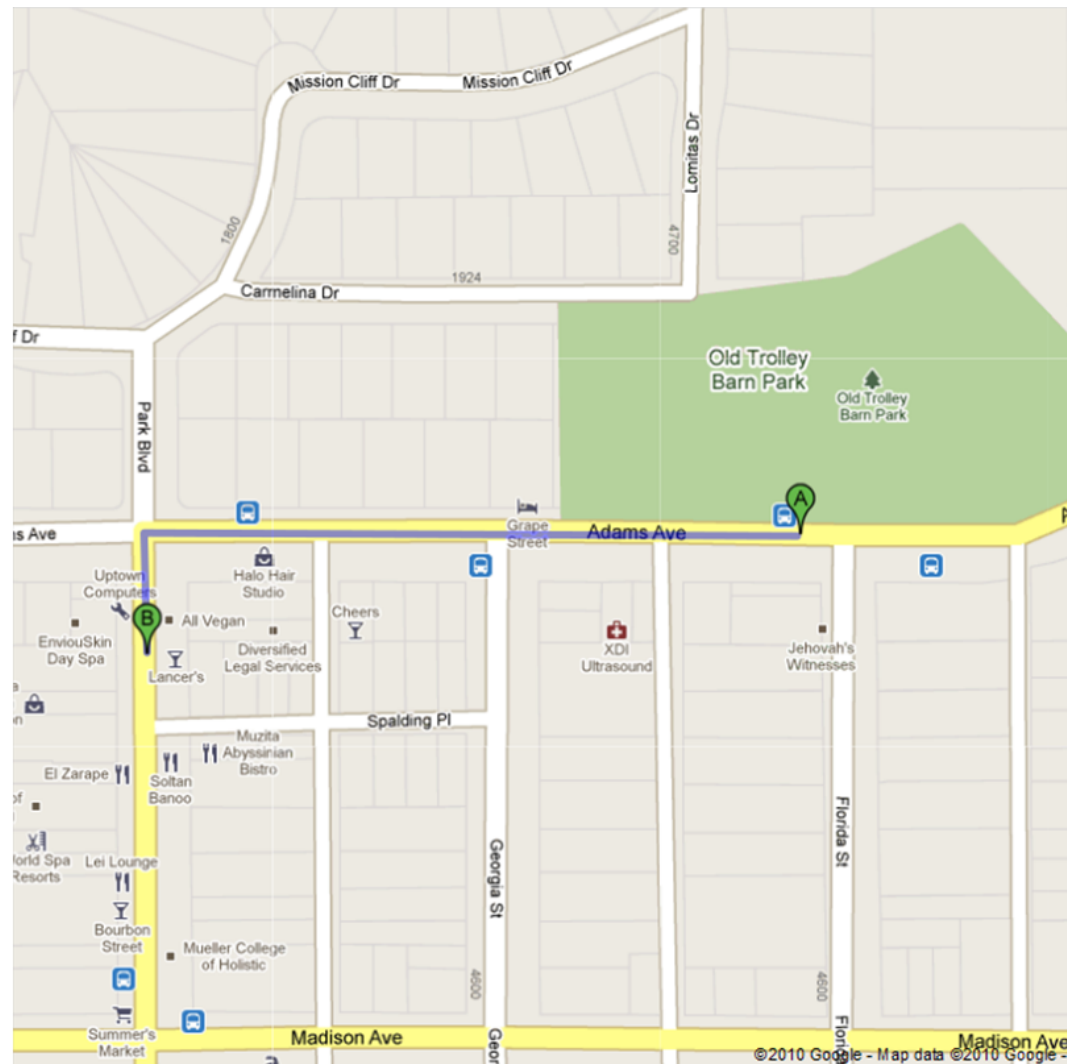 Mission Cliff Dr
Mission Cliff Dr
Lomitas Dr
1800
4700
1924
Carmelina Dr
f Dr
Old Trolley
Barn Park
Old Trolley
Barn Park
Park Blvd
A
Grape
Street
Adams Ave
s Ave
Uptown
Computers
Halo Hair
Studio
B
All Vegan
Cheers
EnviouSkin
Day Spa
Diversified
Legal Services
XDI
Ultrasound
Jehovah's
Witnesses
Lancer's
Spalding Pl
Muzita
Abyssinian
Bistro
El Zarape
Soltan
Banoo
of
Florida St
orld Spa
Resorts
Lei Lounge
Georgia St
Bourbon
Street
Mueller College
of Holistic
4600
4600
Summer's
Market
Madison Ave
Geor
Florid
Madison Ave
©2010 Google - Map data ©2010 Google -